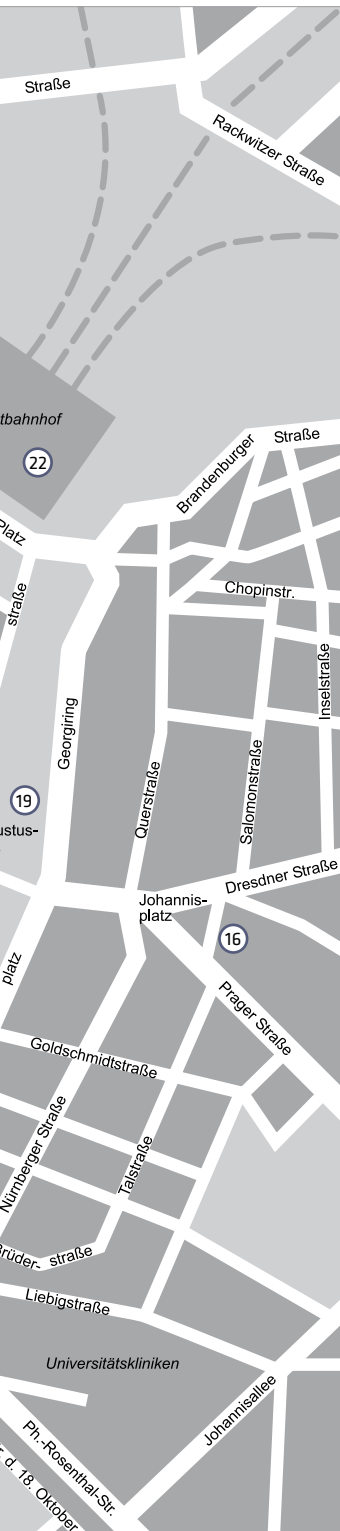 Straße
Rackwitzer Straße
tbahnhof
22
Brandenburger Straße
Platz
straße
Chopinstr.
Inselstraße
Georgiring
Querstraße
Salomonstraße
19
ustus-
Dresdner Straße
Johannis-
platz
16
platz
Prager Straße
Goldschmidtstraße
Nürnberger Straße
Talstraße
Brüder- straße
Liebigstraße
Universitätskliniken
Johannisallee
Ph.-Rosenthal-Str.
r. d. 18. Oktober